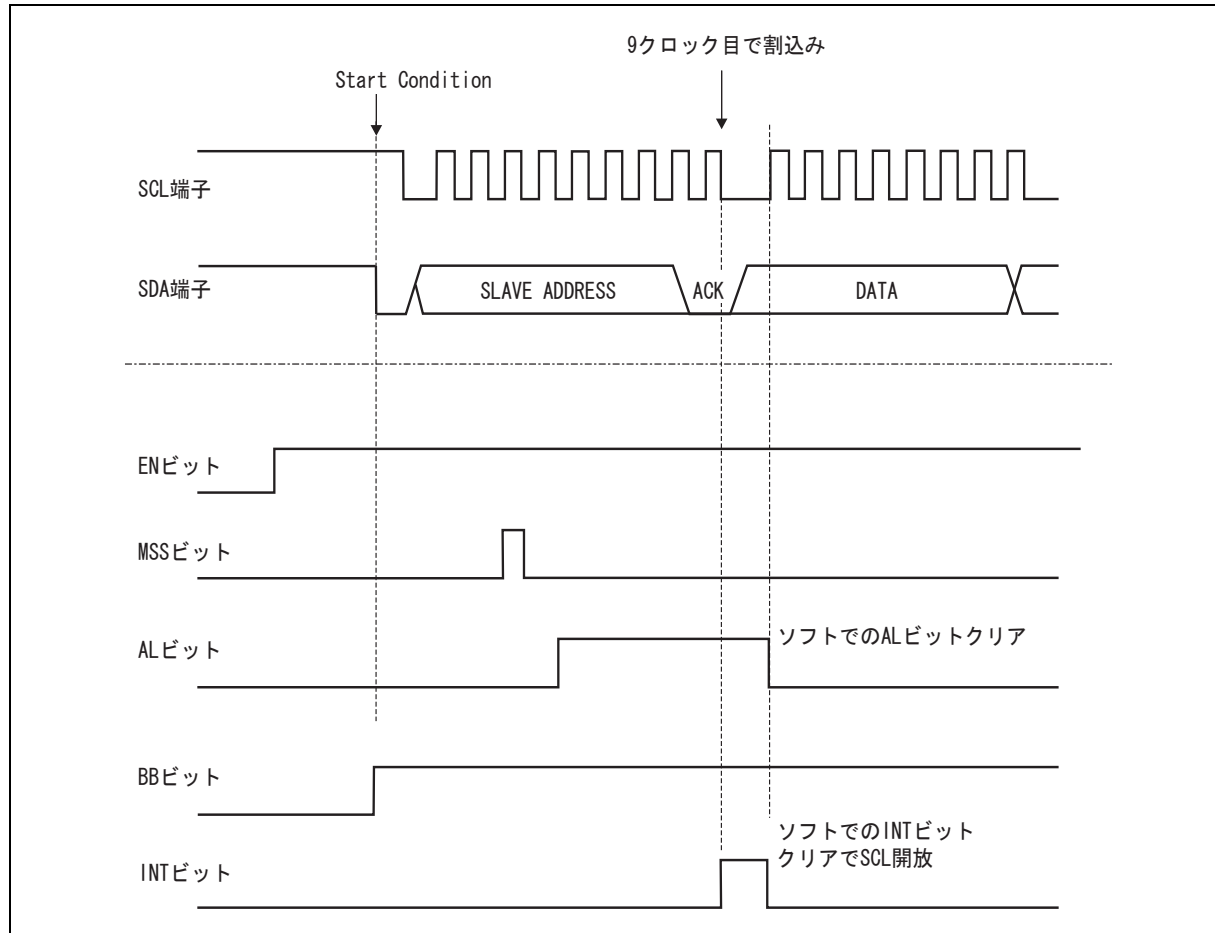 9クロック目で割込み
Start Condition
SCL端子
SDA端子
SLAVE ADDRESS
ACK
DATA
ENビット
MSSビット
ALビット
ソフトでのALビットクリア
BBビット
ソフトでのINTビット
クリアでSCL開放
INTビット